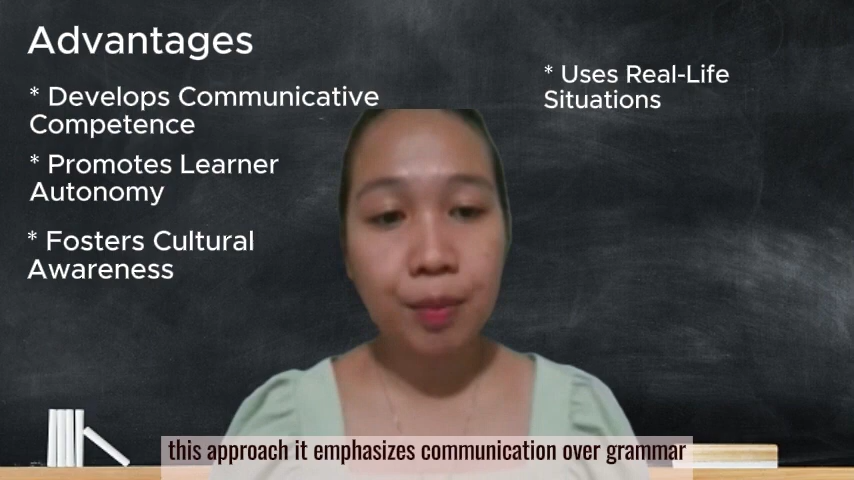 Advantages
* Develops Communicative
Competence
* Promotes Learner
Autonomy
* Fosters Cultural
Awareness
* Uses Real-Life
Situations
this approach it emphasizes communication over grammar